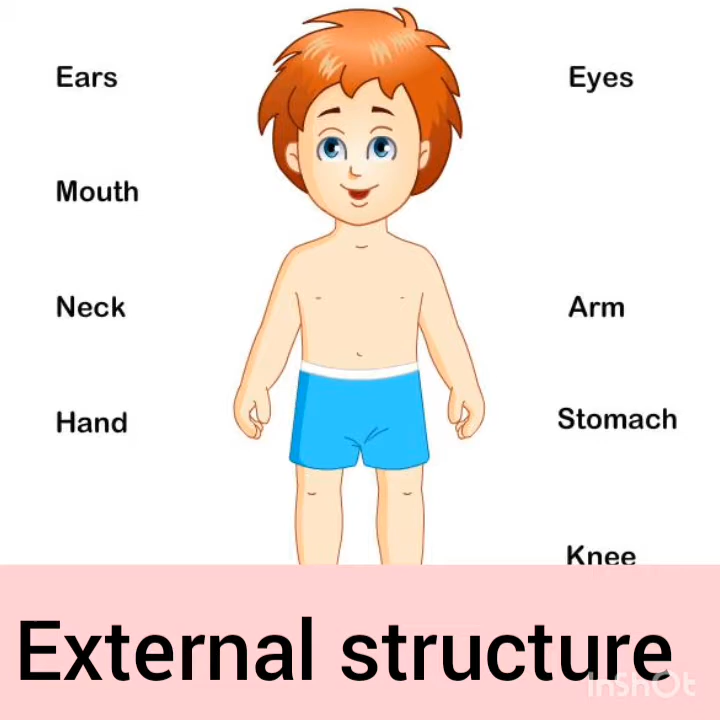 Ears
Eyes
Mouth
Neck
Arm
Hand
Stomach
Knee
External structure
InShOt